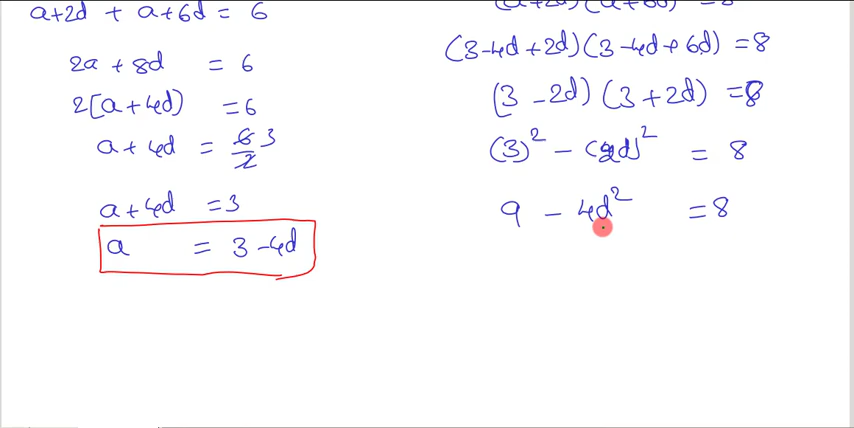 a+2d + a+6d = 6
2a + 8d = 6
2(a+4d) = 6
a + 4d = 6/2 3
a+4d = 3
a = 3-4d
(3-4d+2d)(3-4d+6d) = 8
(3-2d)(3+2d) = 8
(3)² - (2d)² = 8
9 - 4d² = 8